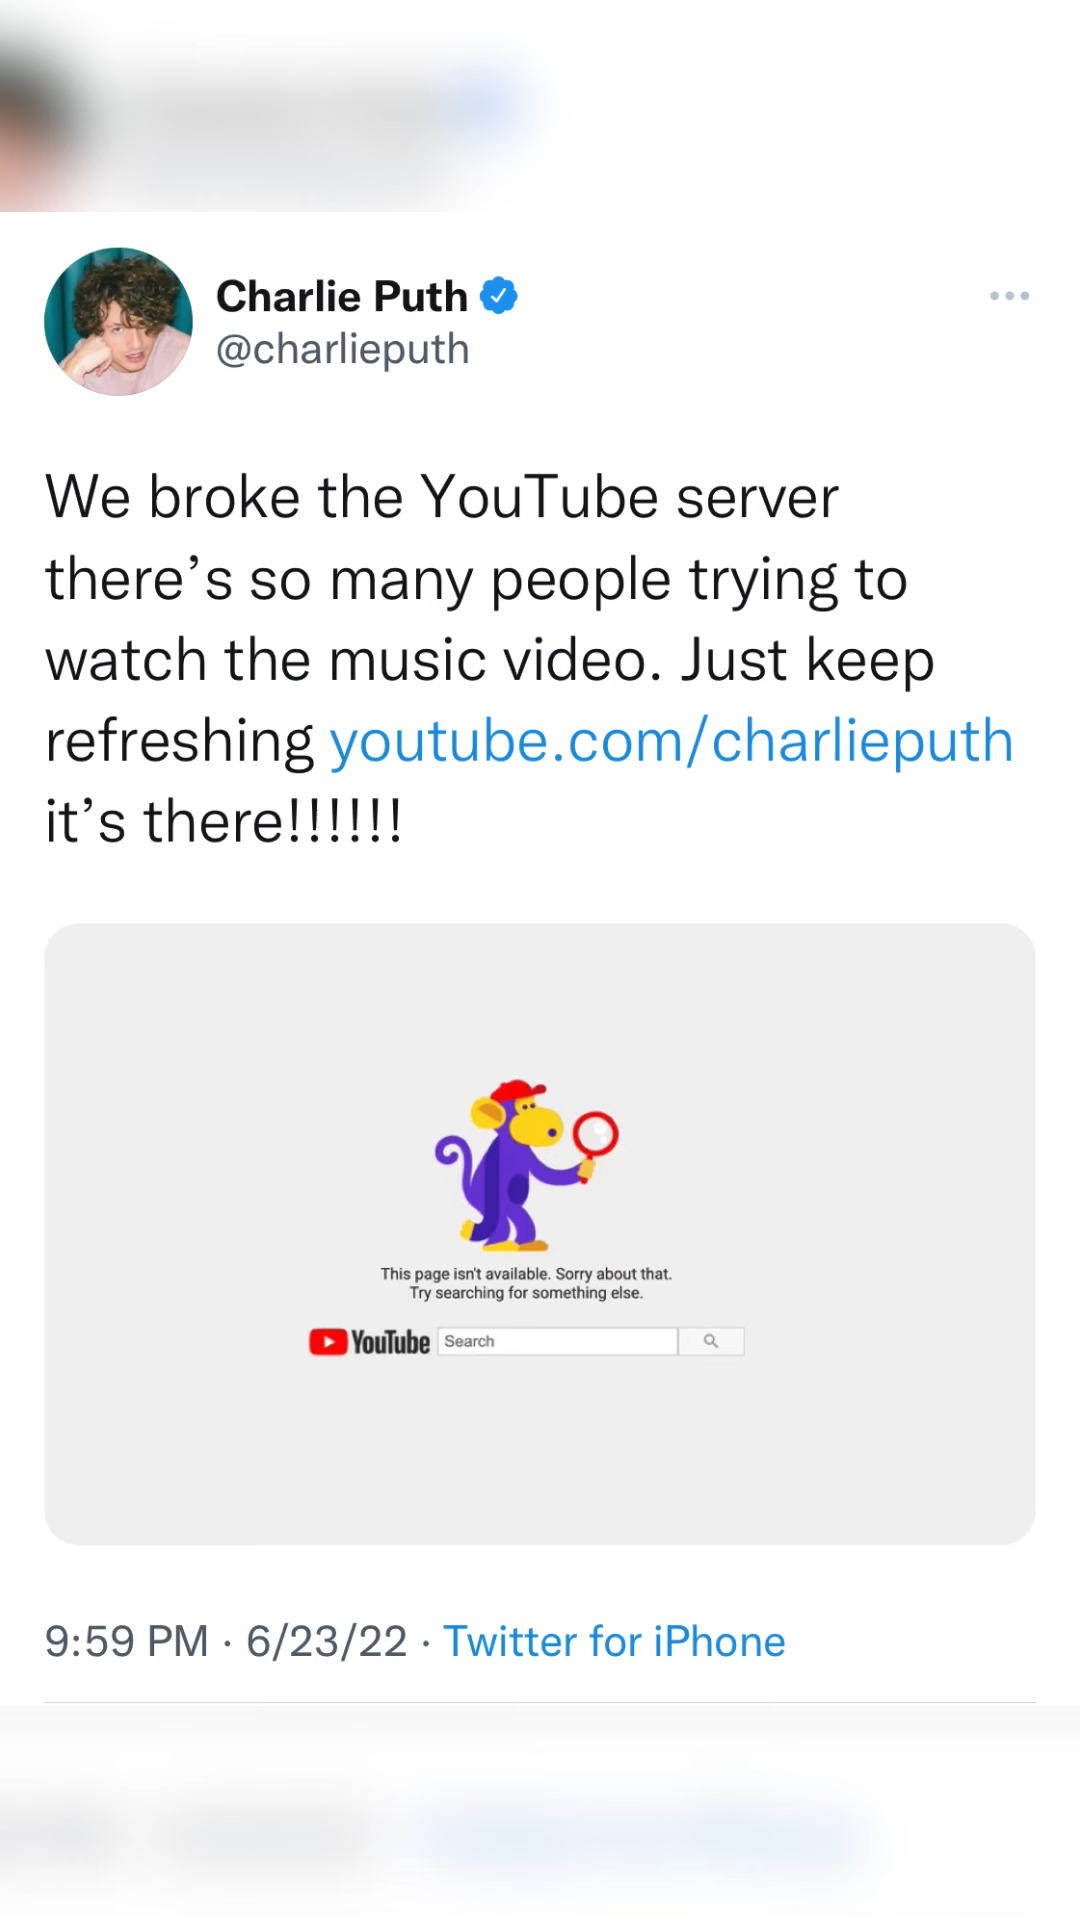 Charlie Puth
@charlieputh
We broke the YouTube server
there’s so many people trying to
watch the music video. Just keep
refreshing youtube.com/charlieputh
it’s there!!!!!!
This page isn't available. Sorry about that.
Try searching for something else.
YouTube Search
9:59 PM · 6/23/22 · Twitter for iPhone